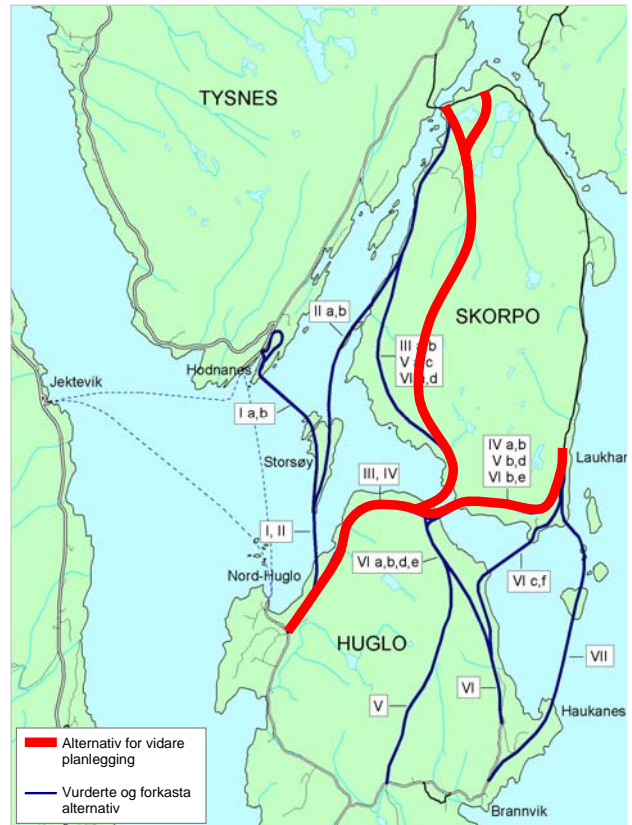 TYSNES
II a,b
SKORPO
III
V a,c
VI
Hodnanes
Jektevik
I a,b
IV a,b
V b,d
VI b,e
Laukhar
Storsøy
III, IV
I, II
VI a,b,d,e
Nord-Huglo
VI c,f
HUGLO
VII
VI
V
Haukanes
Brannvik
Alternativ for vidare
planlegging
Vurderte og forkasta
alternativ